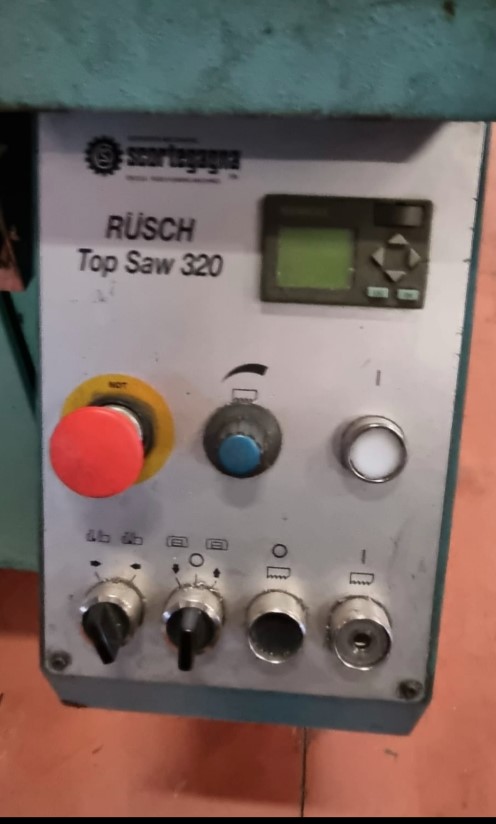 scortegagna
RÜSCH
Top Saw 320
NOT